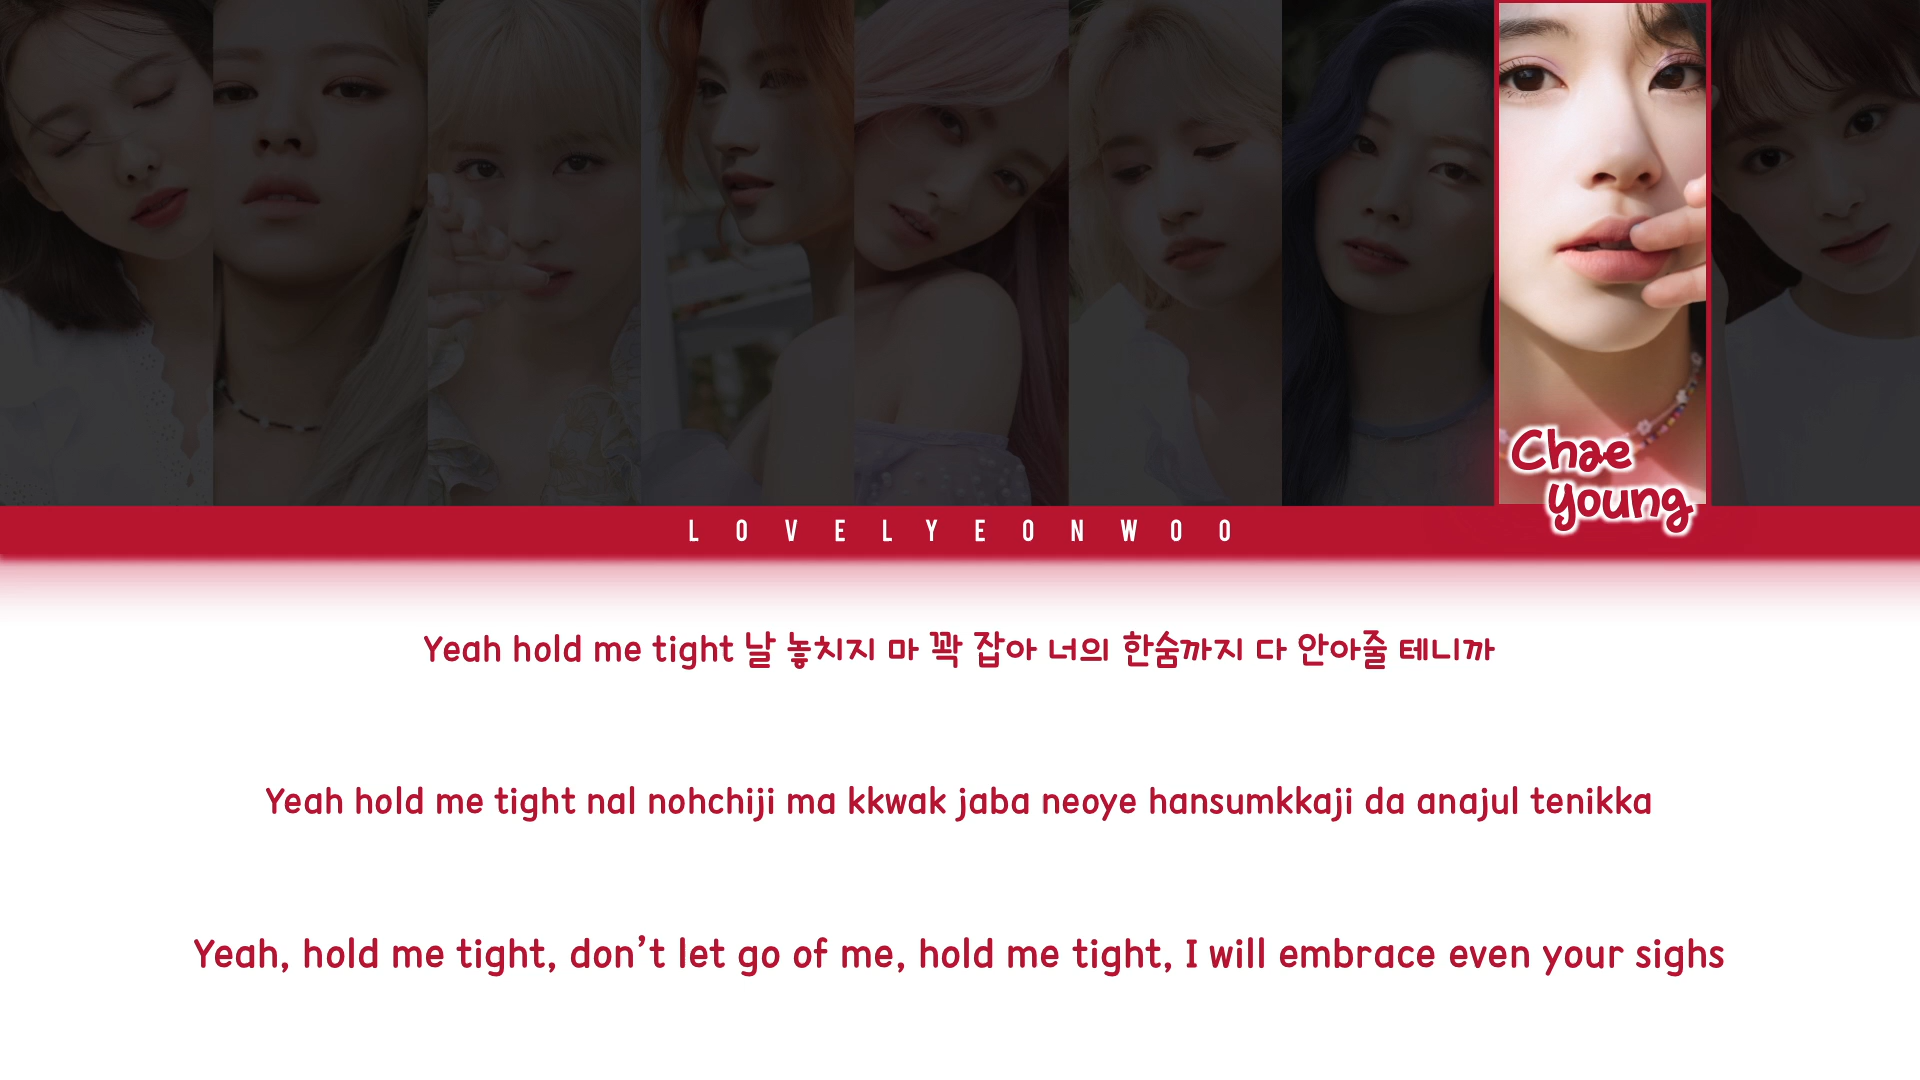 Chae
young
LOVELYEONWOO
Yeah hold me tight 날 놓치지 마 꽉 잡아 너의 한숨까지 다 안아줄 테니까
Yeah hold me tight nal nohchiji ma kkwak jaba neoye hansumkkaji da anajul tenikka
Yeah, hold me tight, don’t let go of me, hold me tight, I will embrace even your sighs